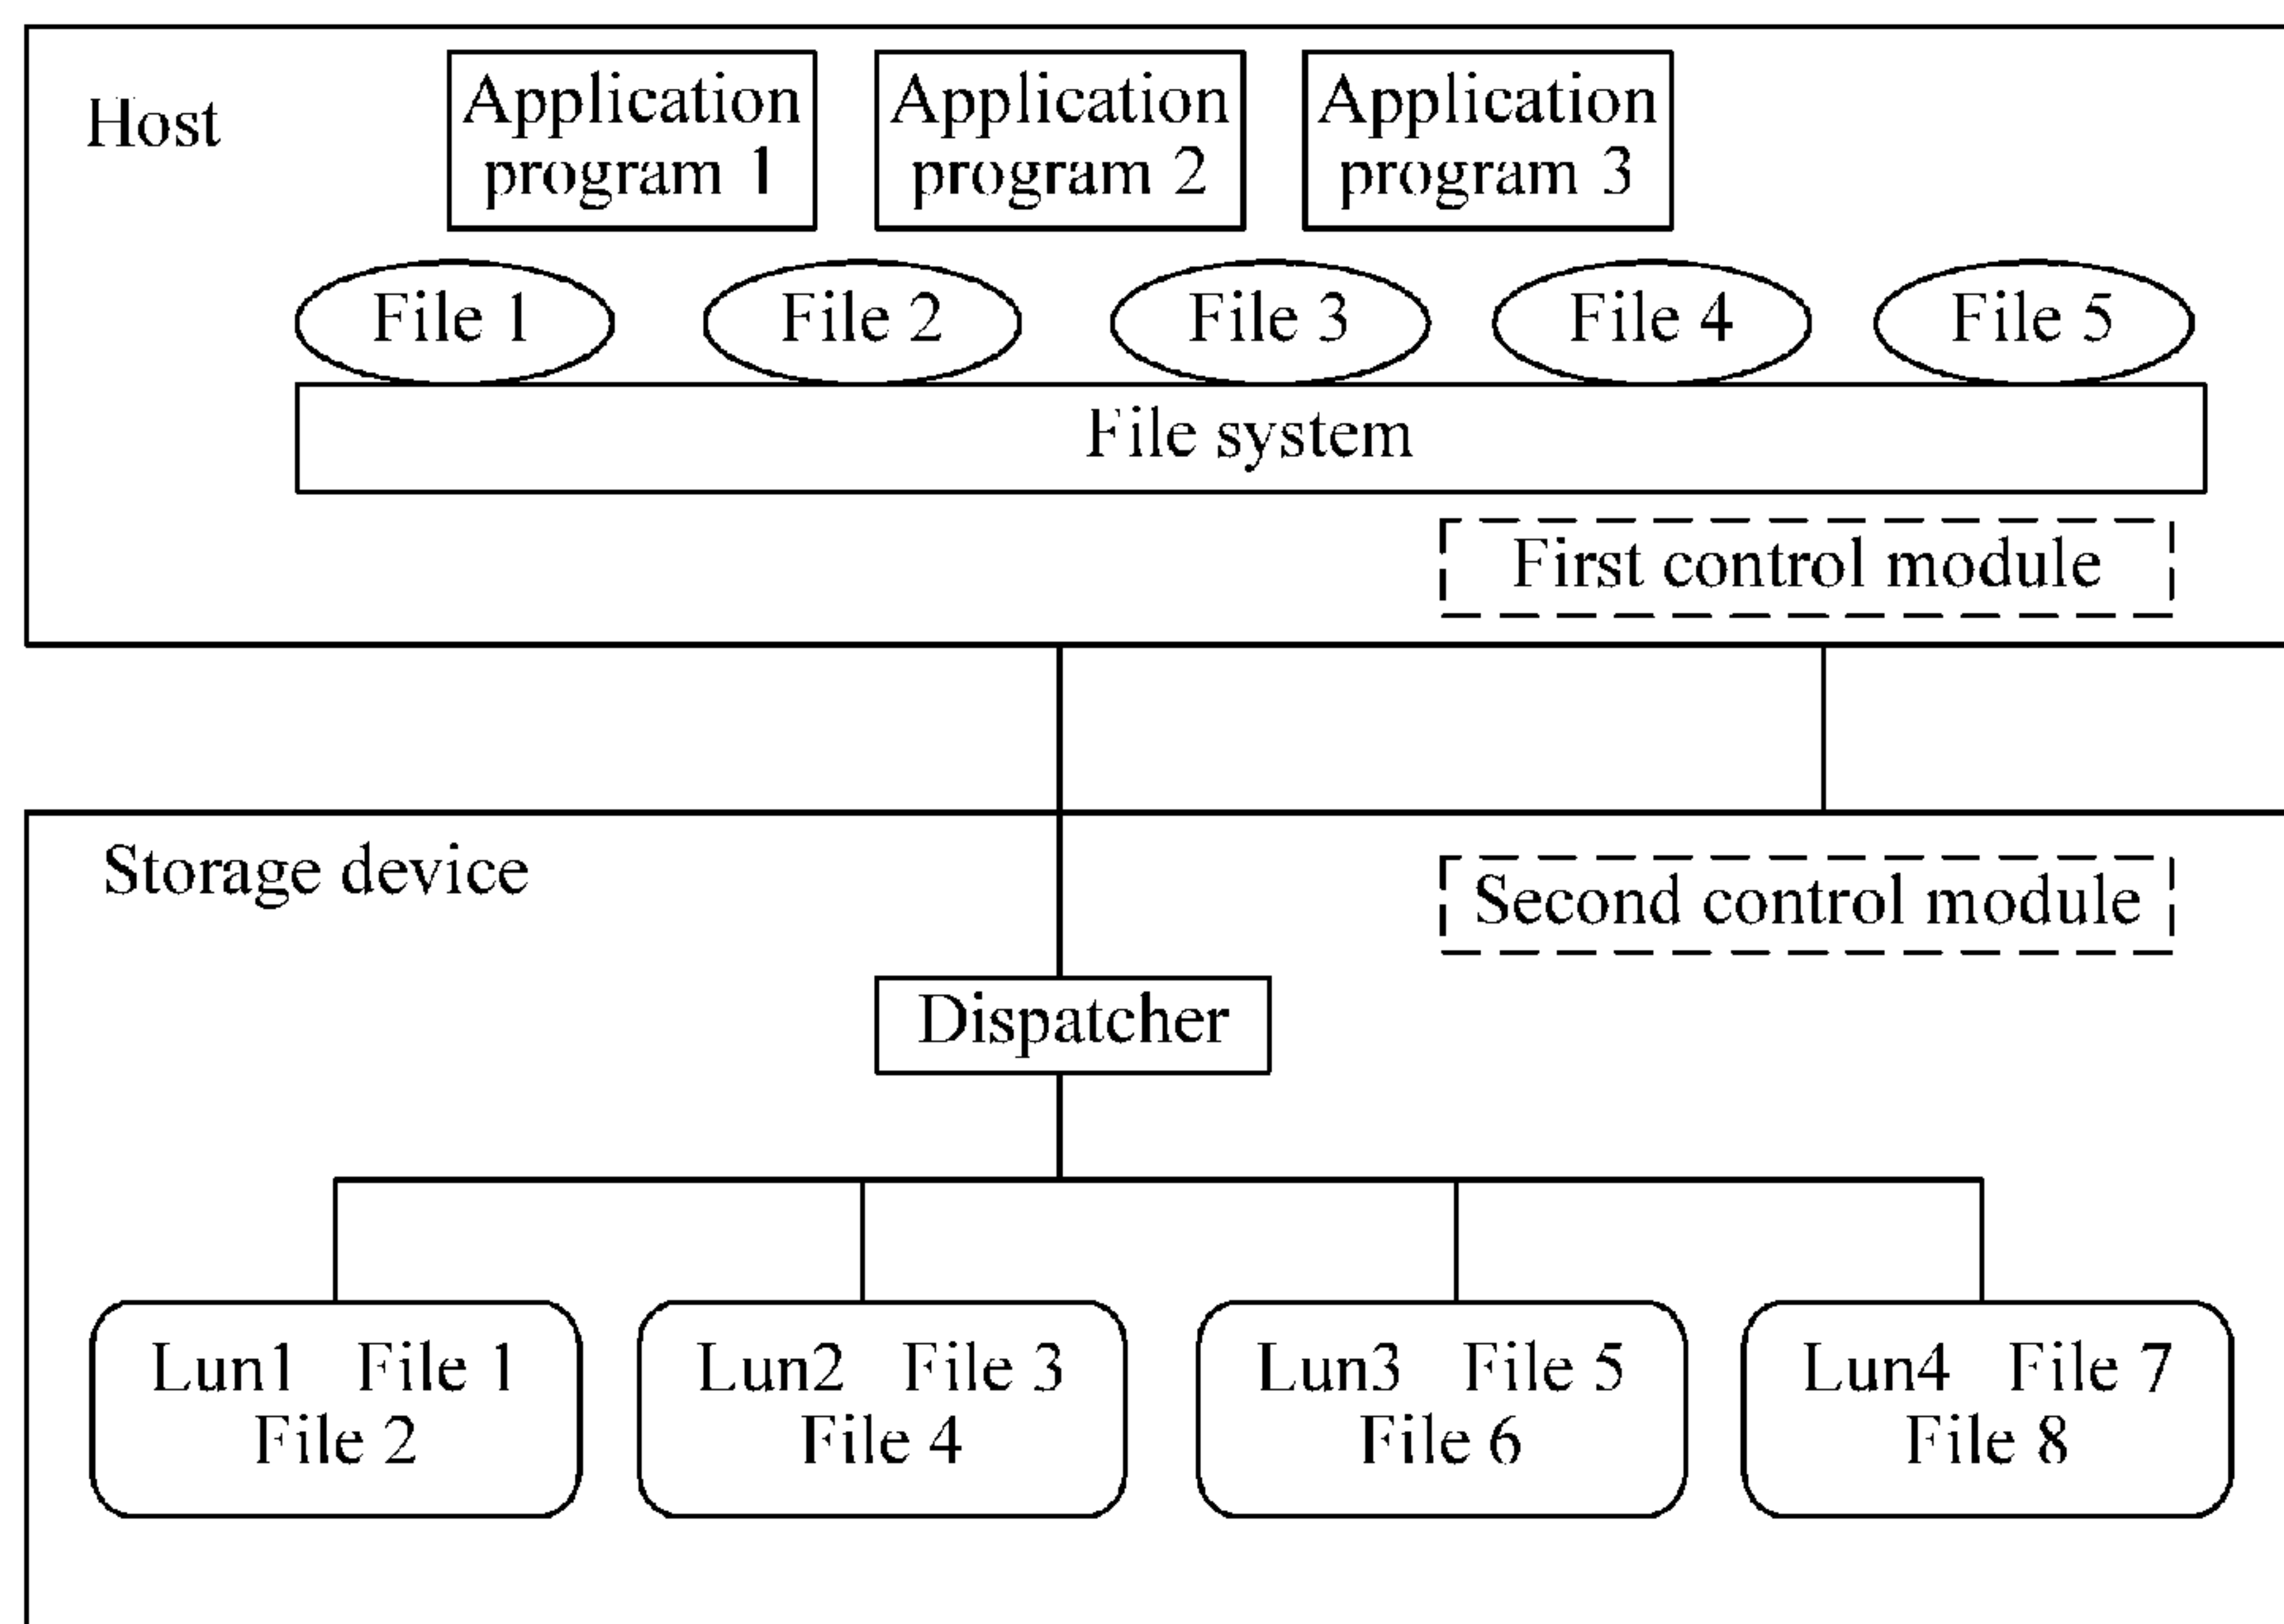 Host
Application
program 1
Application
program 2
Application
program 3
File 1
File 2
File 3
File 4
File 5
File system
First control module
Storage device
Second control module
Dispatcher
Lun1 File 1
File 2
Lun2 File 3
File 4
Lun3 File 5
File 6
Lun4 File 7
File 8